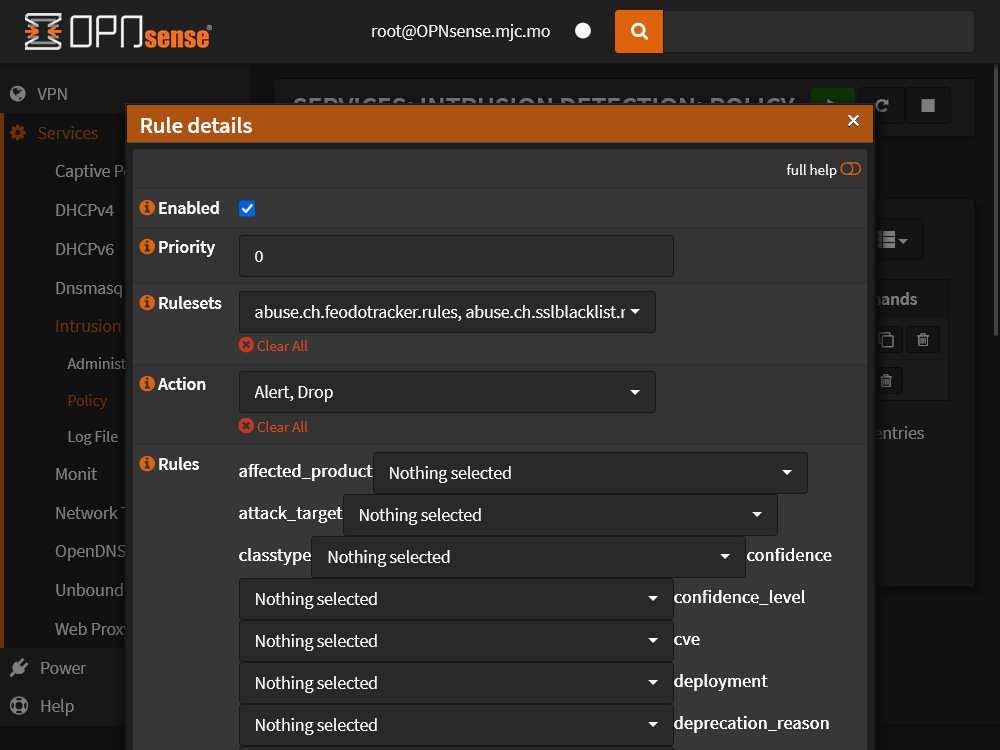 OPNsense®
root@OPNsense.mjc.mo
VPN
SERVICES: INTRUSION DETECTION: POLICY
Rule details
Services
full help
Captive
Enabled
DHCPv4
Priority
0
DHCPv6
Dnsmasq
Rulesets
abuse.ch.feodotracker.rules, abuse.ch.sslblacklist.r
Clear All
Intrusion
Administ
Action
Alert, Drop
Policy
Clear All
Log File
entries
Rules
affected_product
Nothing selected
Monit
attack_target
Nothing selected
Network
classtype
Nothing selected
confidence
OpenDNS
Nothing selected
confidence_level
Unbound
Nothing selected
cve
Web Proxy
Power
Nothing selected
deployment
Help
Nothing selected
deprecation_reason